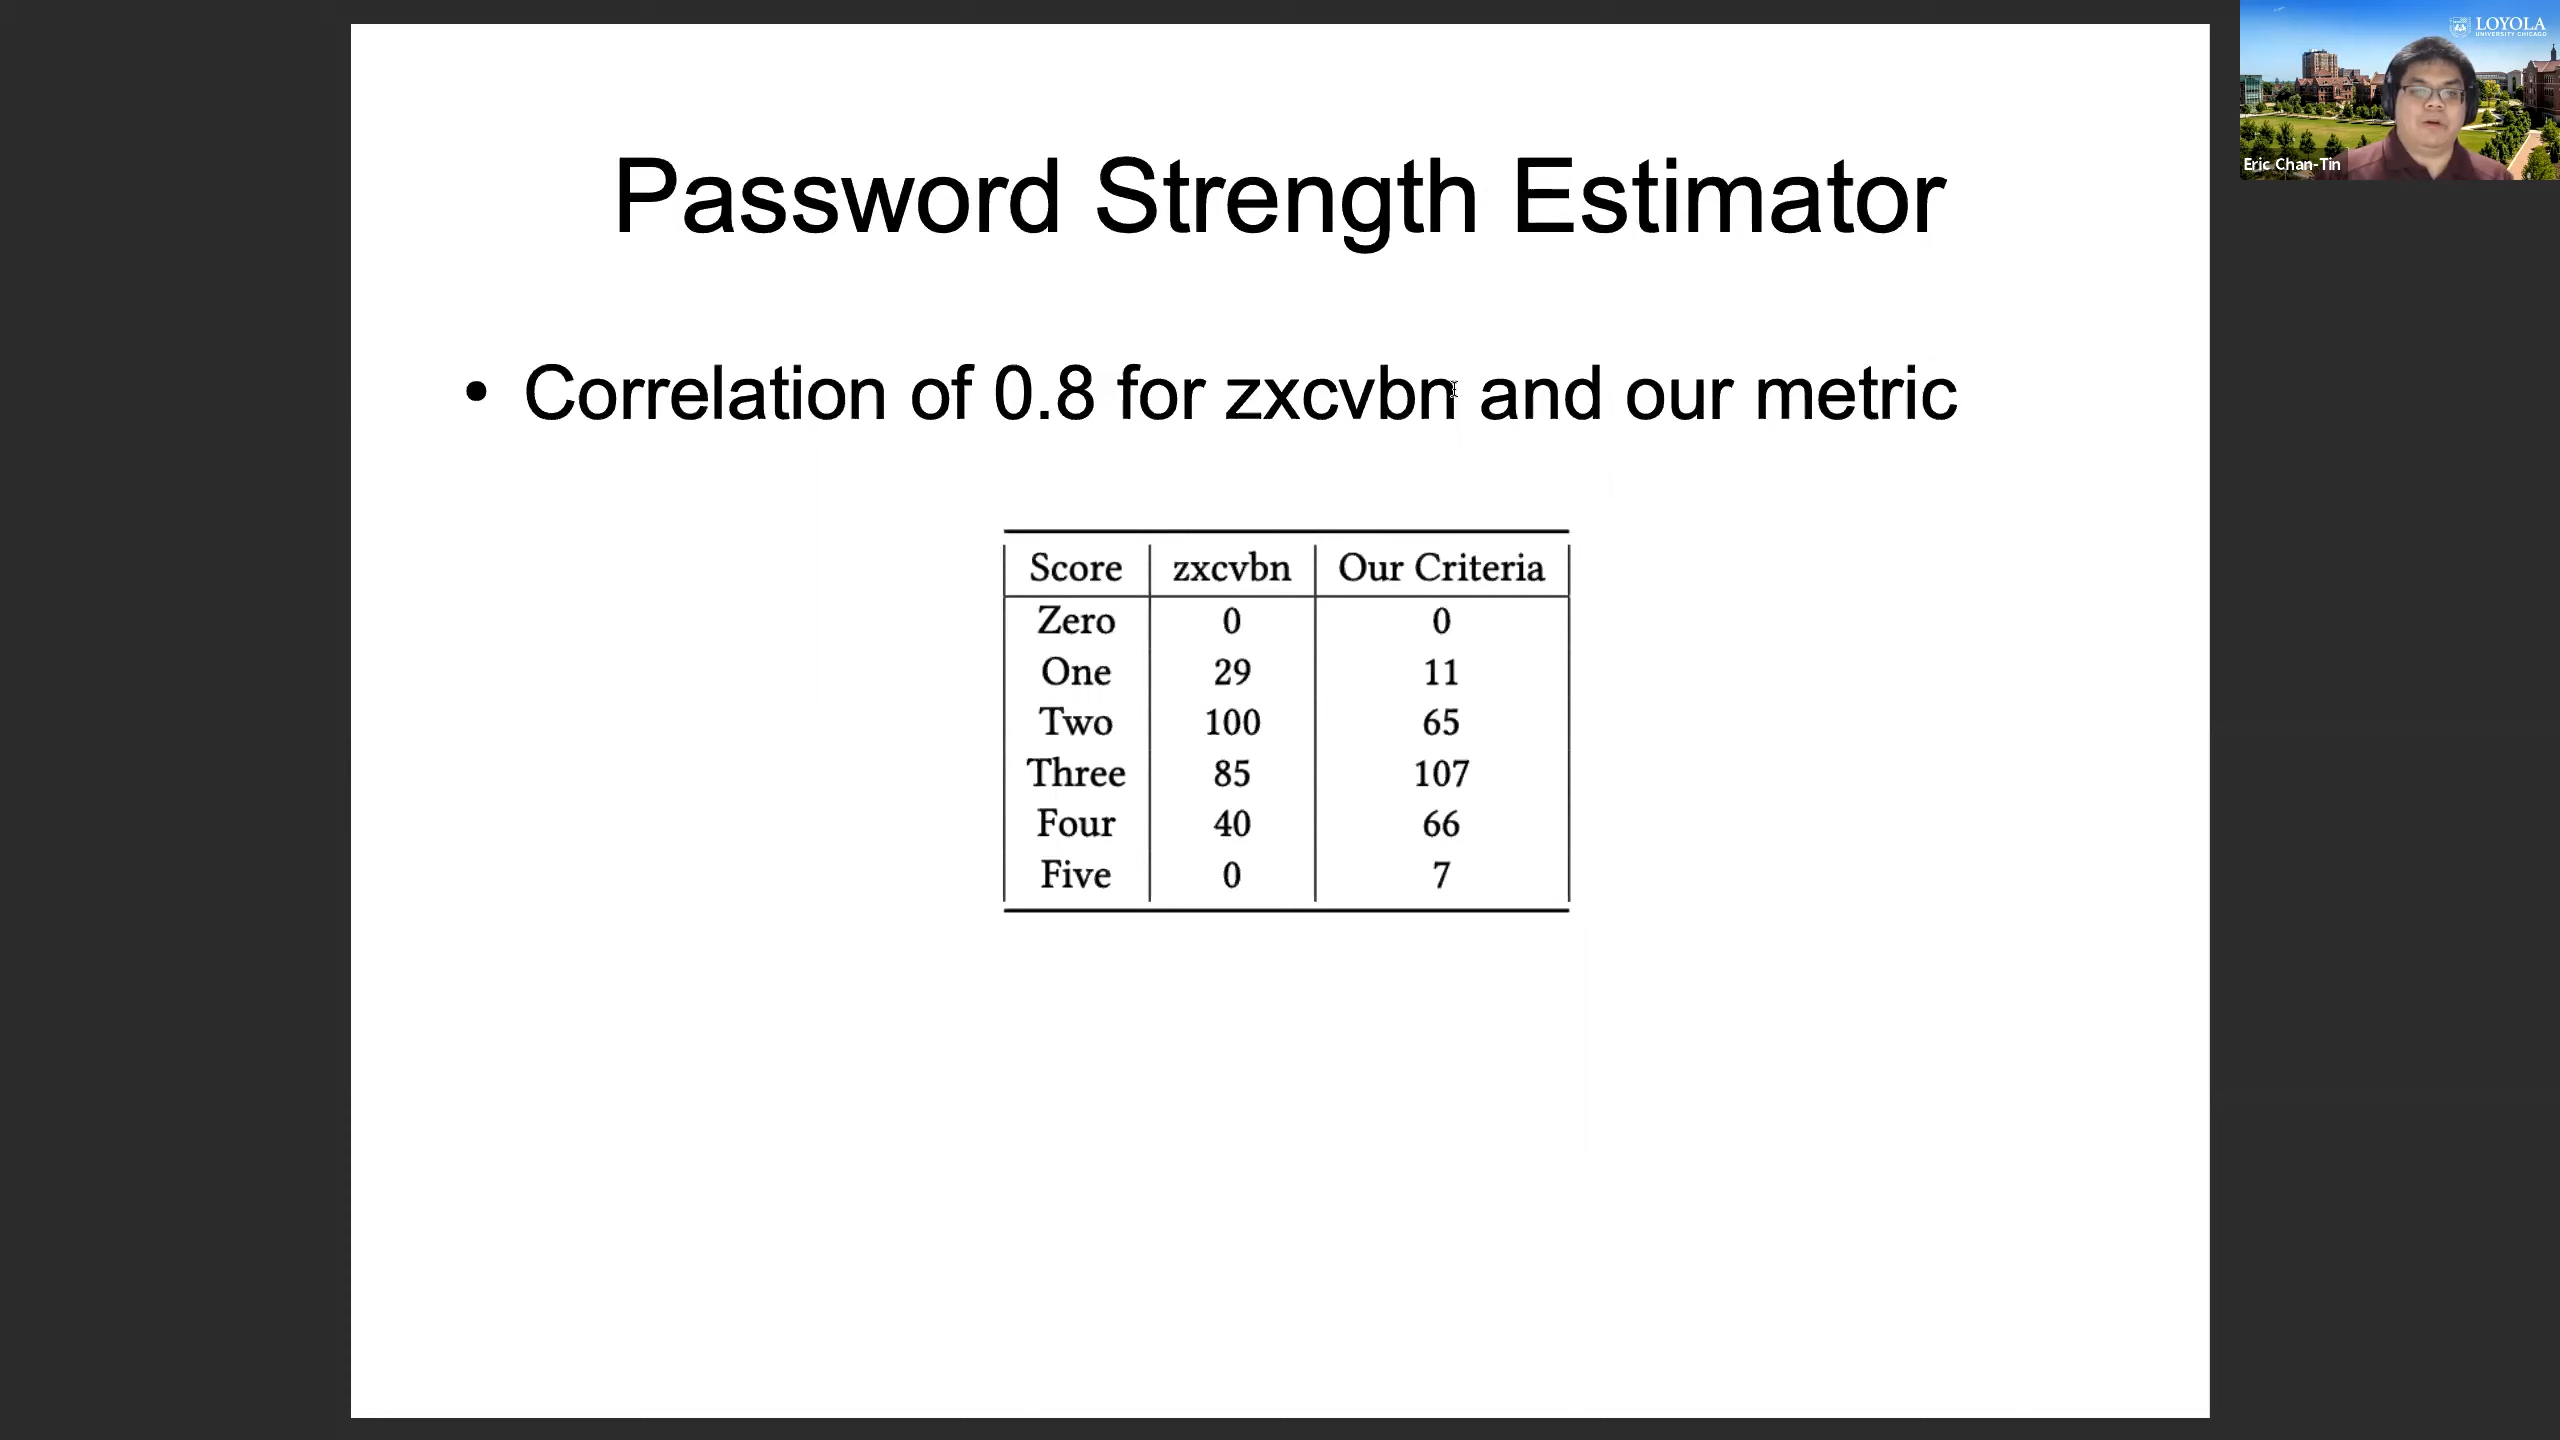 LOYOLA
UNIVERSITY CHICAGO
Eric Chan-Tin
Password Strength Estimator
• Correlation of 0.8 for zxcvbn and our metric
Score zxcvbn Our Criteria
Zero 0 0
One 29 11
Two 100 65
Three 85 107
Four 40 66
Five 0 7